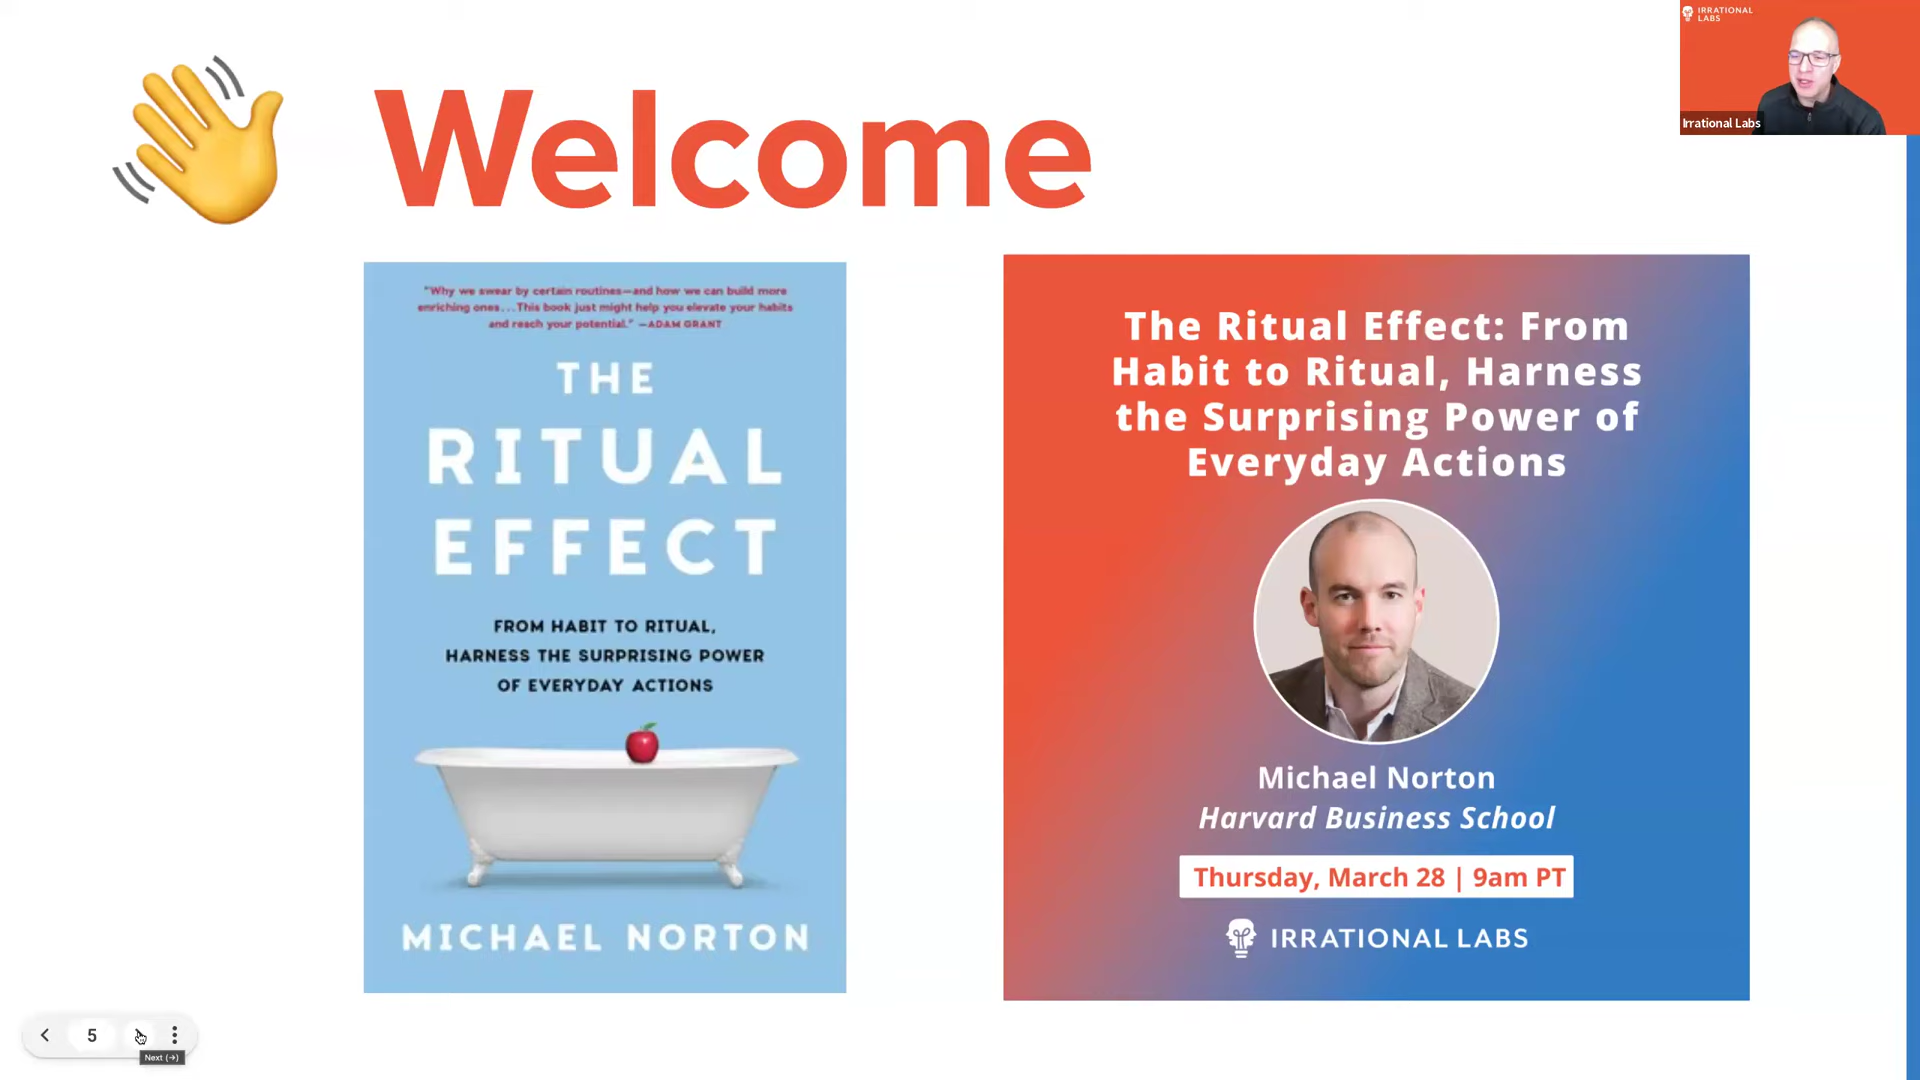 Welcome
"Why we swear by certain routines—and how we can build more
enriching ones...This book just might help you elevate your habits
and reach your potential." —ADAM GRANT
THE
RITUAL
EFFECT
FROM HABIT TO RITUAL,
HARNESS THE SURPRISING POWER
OF EVERYDAY ACTIONS
MICHAEL NORTON
The Ritual Effect: From
Habit to Ritual, Harness
the Surprising Power of
Everyday Actions
Michael Norton
Harvard Business School
Thursday, March 28 | 9am PT
IRRATIONAL LABS
IRRATIONAL
LABS
Irrational Labs
5
Next (→)